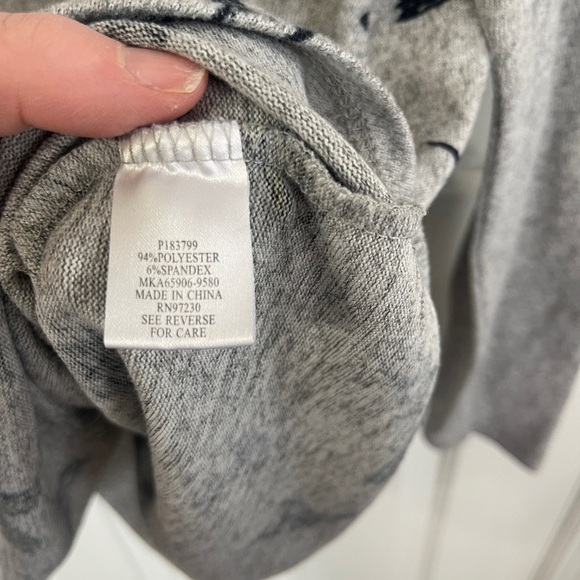 P183799
94%POLYESTER
6%SPANDEX
MKA65906-9580
MADE IN CHINA
RN97230
SEE REVERSE
FOR CARE